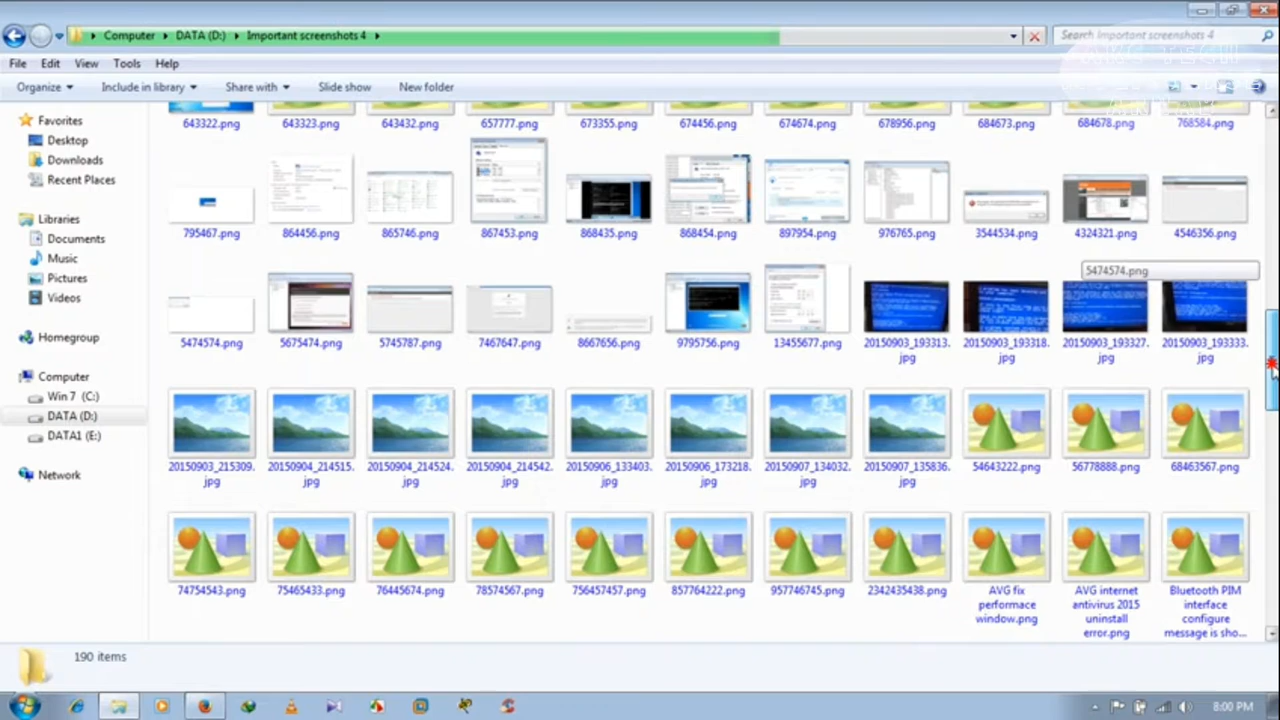 Computer DATA (D:) Important screenshots 4 Search Important screenshots 4
File Edit View Tools Help
Organize Include in library Share with Slide show New folder
Favorites
Desktop
Downloads
Recent Places
Libraries
Documents
Music
Pictures
Videos
Homegroup
Computer
Win 7 (C:)
DATA (D:)
DATA1 (E:)
Network
643322.png 643323.png 643432.png 657777.png 673355.png 674456.png 674674.png 678956.png 684673.png 684678.png 768584.png
795467.png 864456.png 865746.png 867453.png 868435.png 868454.png 897954.png 976765.png 3544534.png 4324321.png 4546356.png
5474574.png
5474574.png 5675474.png 5745787.png 7467647.png 8667656.png 9795756.png 13455677.png 20150903_193313.jpg 20150903_193318.jpg 20150903_193327.jpg 20150903_193333.jpg
20150903_215309.jpg 20150904_214515.jpg 20150904_214524.jpg 20150904_214542.jpg 20150906_133403.jpg 20150906_173218.jpg 20150907_134032.jpg 20150907_135836.jpg 54643222.png 56778888.png 68463567.png
74754543.png 75465433.png 76445674.png 78574567.png 756457457.png 857764222.png 957746745.png 2342435438.png AVG fix performace window.png AVG internet antivirus 2015 uninstall error.png Bluetooth PIM interface configure message is sho...
190 items
8:00 PM